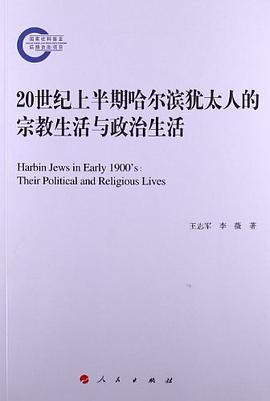 国家社科基金
后期资助项目
20世纪上半期哈尔滨犹太人的
宗教生活与政治生活
Harbin Jews in Early 1900's:
Their Political and Religious Lives
王志军 李薇 著
人民出版社